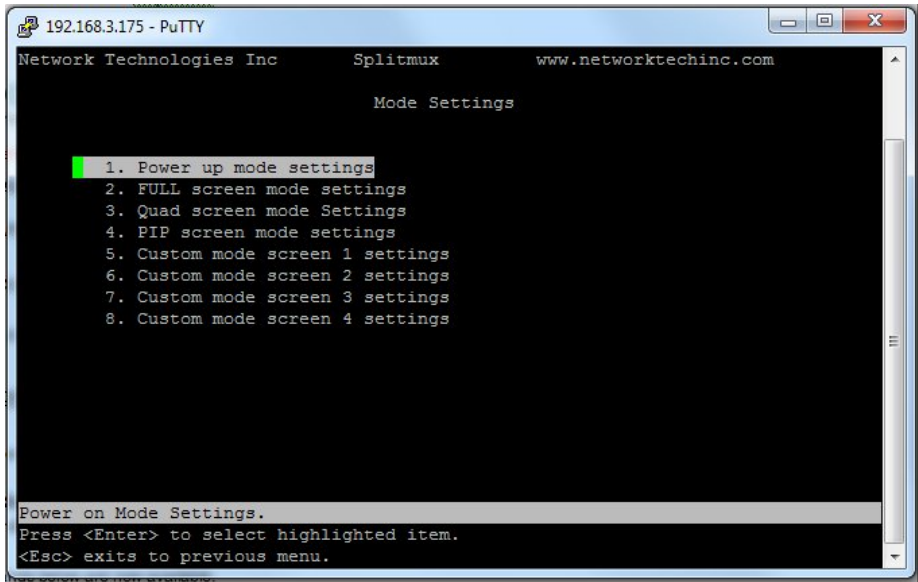 192.168.3.175 - PuTTY
Network Technologies Inc Splitmux www.networktechinc.com
Mode Settings
1. Power up mode settings
2. FULL screen mode settings
3. Quad screen mode Settings
4. PIP screen mode settings
5. Custom mode screen 1 settings
6. Custom mode screen 2 settings
7. Custom mode screen 3 settings
8. Custom mode screen 4 settings
Power on Mode Settings.
Press <Enter> to select highlighted item.
<Esc> exits to previous menu.